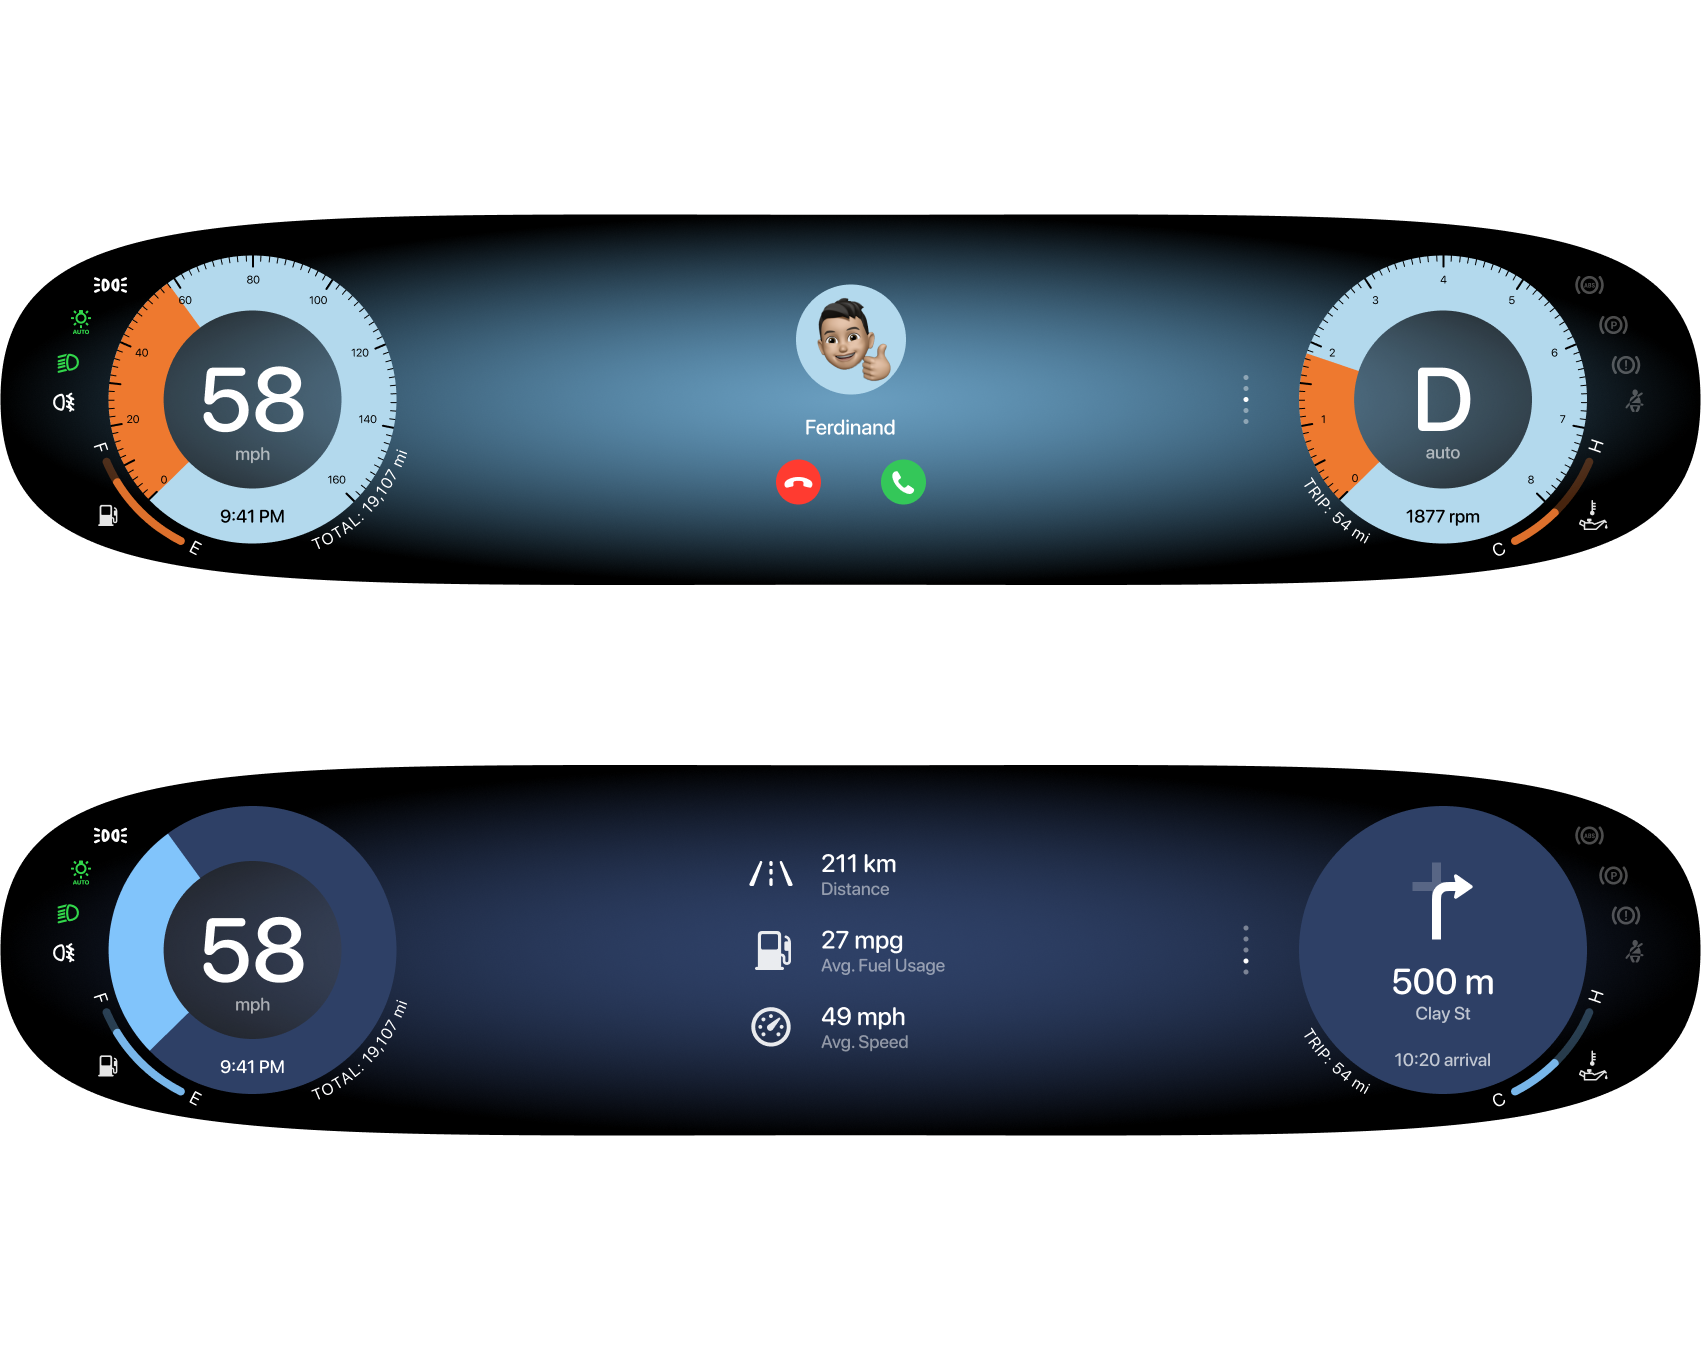 AUTO
F
E
0
20
40
60
80
100
120
140
160
58
mph
9:41 PM
TOTAL: 19,107 mi
Ferdinand
0
1
2
3
4
5
6
7
8
D
auto
1877 rpm
TRIP: 54 mi
ABS
P
H
C
AUTO
F
E
58
mph
9:41 PM
TOTAL: 19,107 mi
211 km
Distance
27 mpg
Avg. Fuel Usage
49 mph
Avg. Speed
500 m
Clay St
10:20 arrival
TRIP: 54 mi
ABS
P
H
C